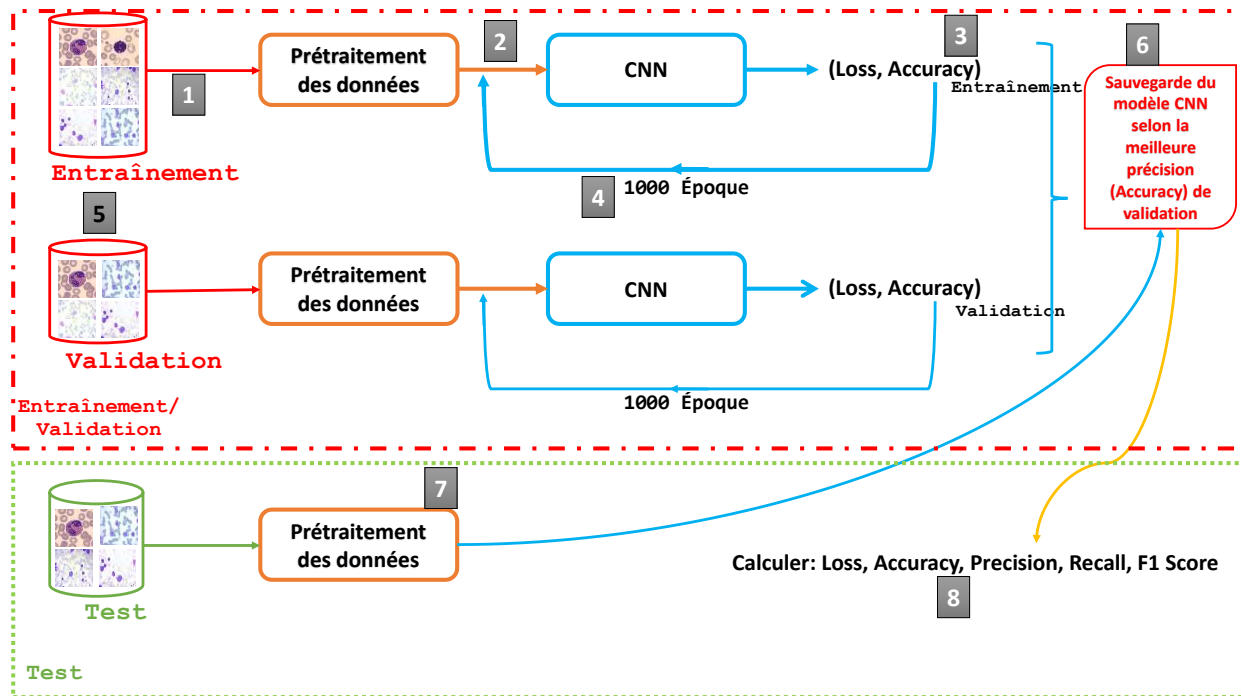 1
Prétraitement
des données
2
CNN
3
(Loss, Accuracy)
Entraînement
4
1000 Époque
Entraînement
5
Prétraitement
des données
CNN
(Loss, Accuracy)
Validation
1000 Époque
Validation
6
Sauvegarde du
modèle CNN
selon la
meilleure
précision
(Accuracy) de
validation
Entraînement/
Validation
7
Prétraitement
des données
Test
Calculer: Loss, Accuracy, Precision, Recall, F1 Score
8
Test